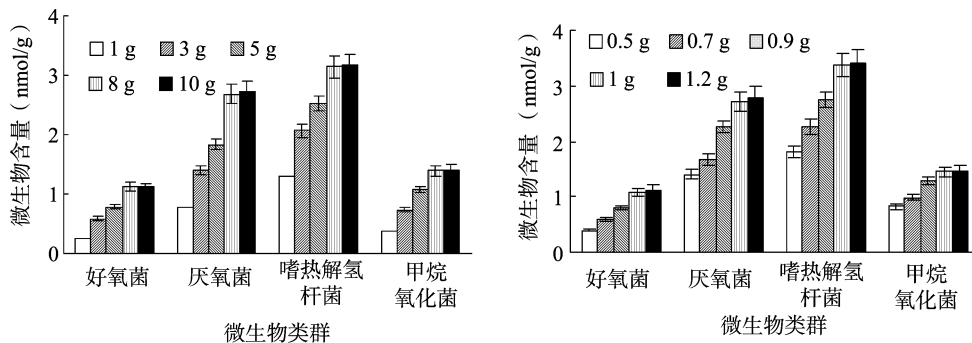 微生物含量（nmol/g）
4
3
2
1
0
1 g 3 g 5 g
8 g 10 g
好氧菌 厌氧菌 嗜热解氢杆菌 甲烷氧化菌
微生物类群
微生物含量（nmol/g）
4
3
2
1
0
0.5 g 0.7 g 0.9 g
1 g 1.2 g
好氧菌 厌氧菌 嗜热解氢杆菌 甲烷氧化菌
微生物类群